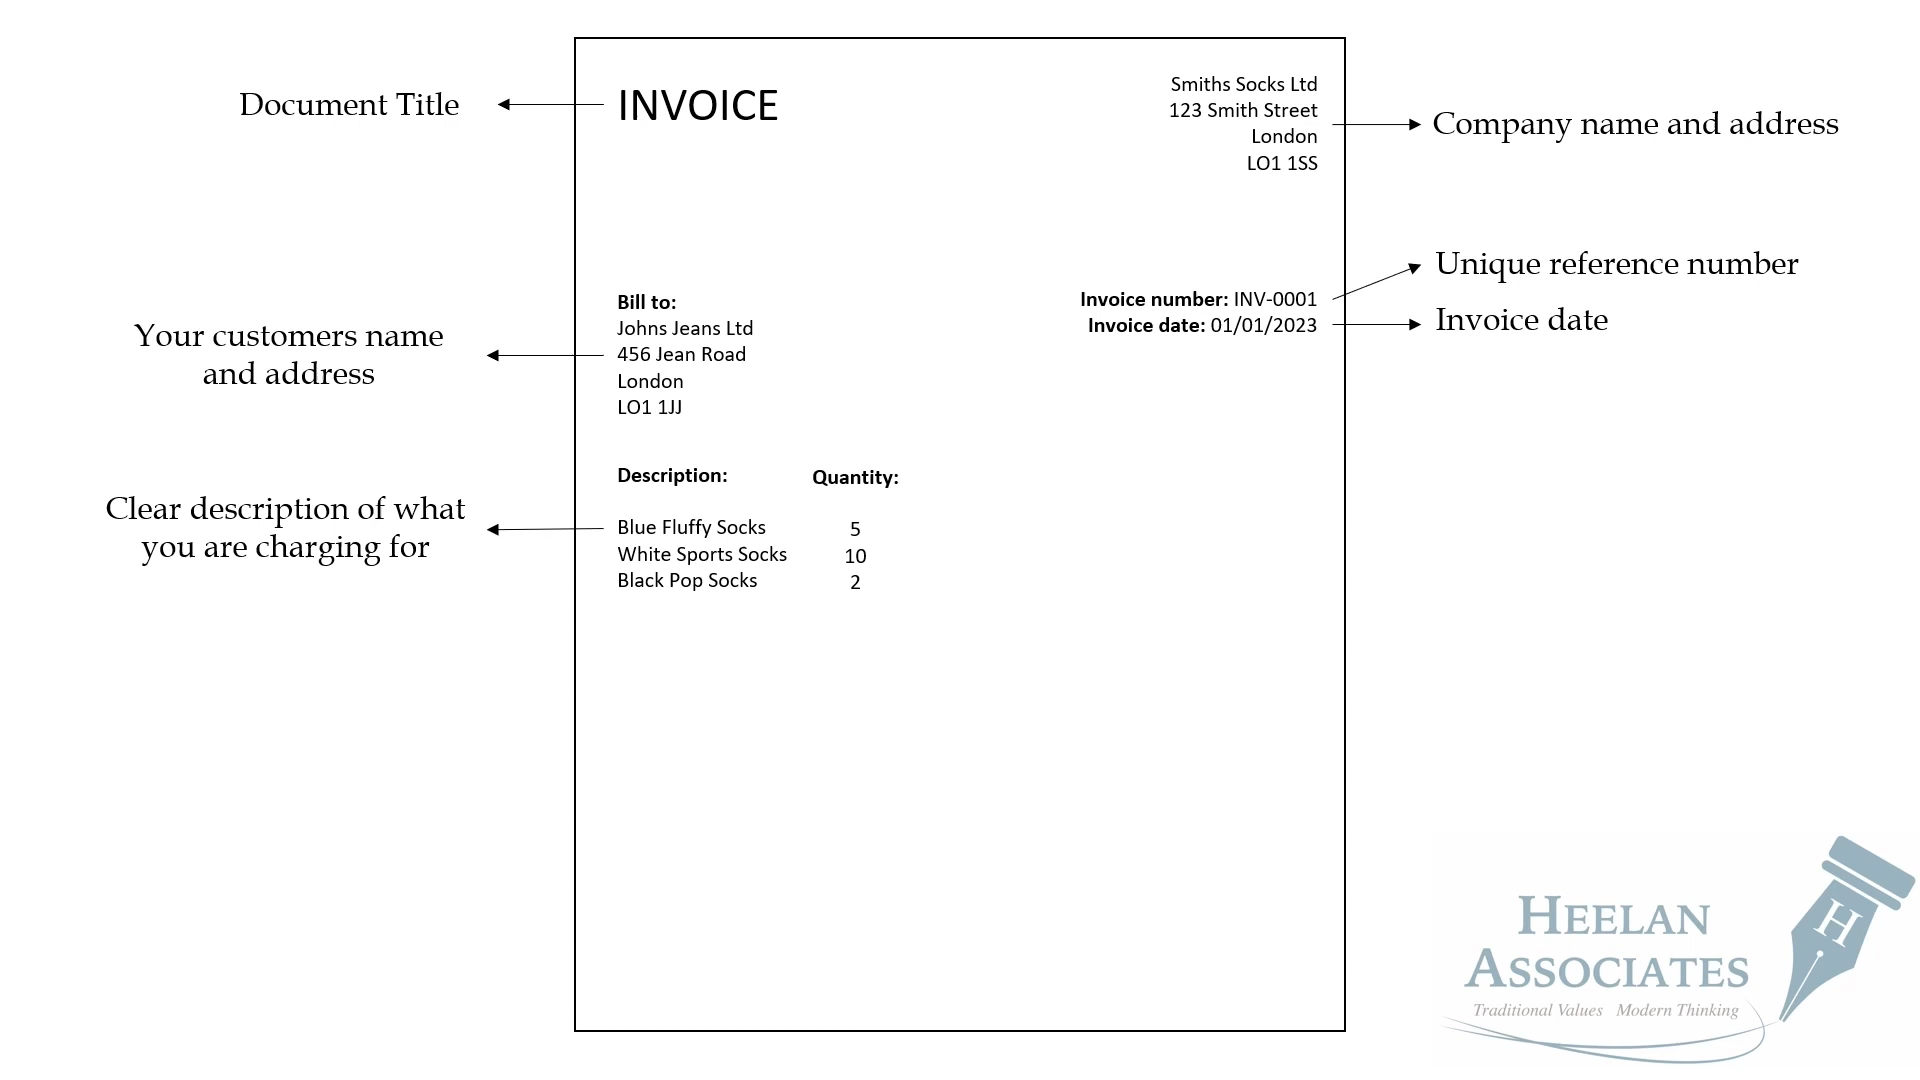 Document Title
INVOICE
Smiths Socks Ltd
123 Smith Street
London
LO1 1SS
Company name and address
Unique reference number
Invoice number: INV-0001
Invoice date: 01/01/2023
Invoice date
Your customers name
and address
Bill to:
Johns Jeans Ltd
456 Jean Road
London
LO1 1JJ
Clear description of what
you are charging for
Description: Quantity:
Blue Fluffy Socks 5
White Sports Socks 10
Black Pop Socks 2
HEELAN
ASSOCIATES
Traditional Values Modern Thinking
H